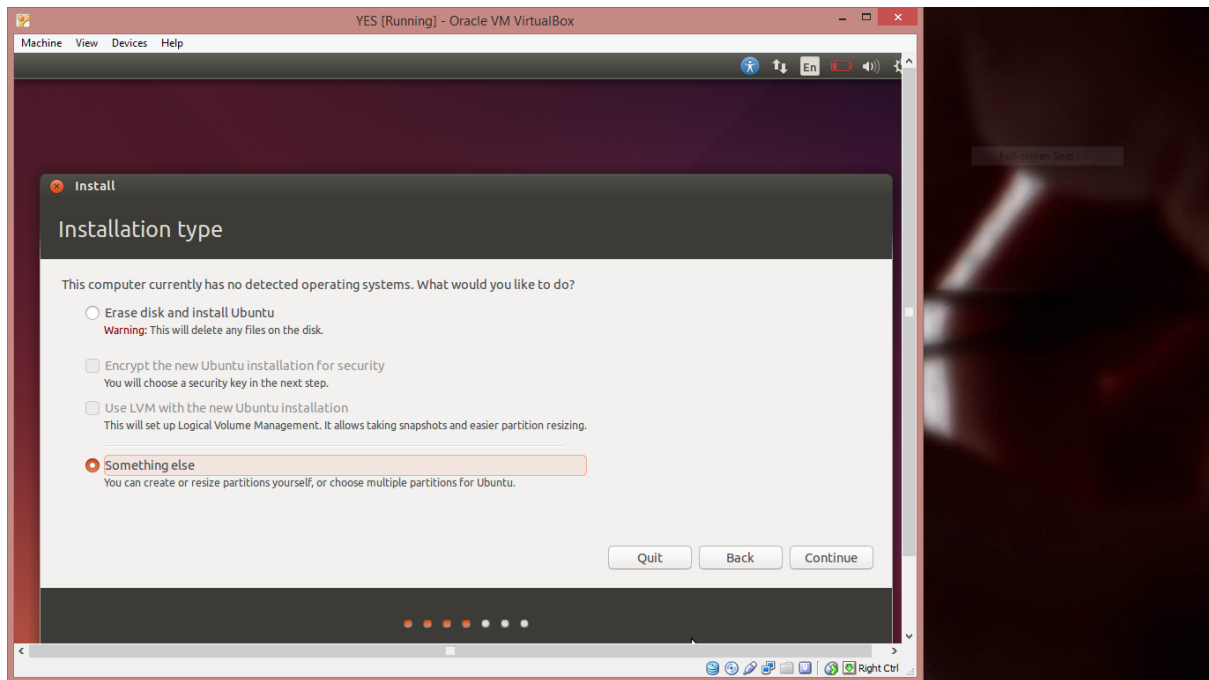 YES [Running] - Oracle VM VirtualBox
Machine View Devices Help
En
Full-screen Snip
Install
Installation type
This computer currently has no detected operating systems. What would you like to do?
Erase disk and install Ubuntu
Warning: This will delete any files on the disk.
Encrypt the new Ubuntu installation for security
You will choose a security key in the next step.
Use LVM with the new Ubuntu installation
This will set up Logical Volume Management. It allows taking snapshots and easier partition resizing.
Something else
You can create or resize partitions yourself, or choose multiple partitions for Ubuntu.
Quit Back Continue
Right Ctrl